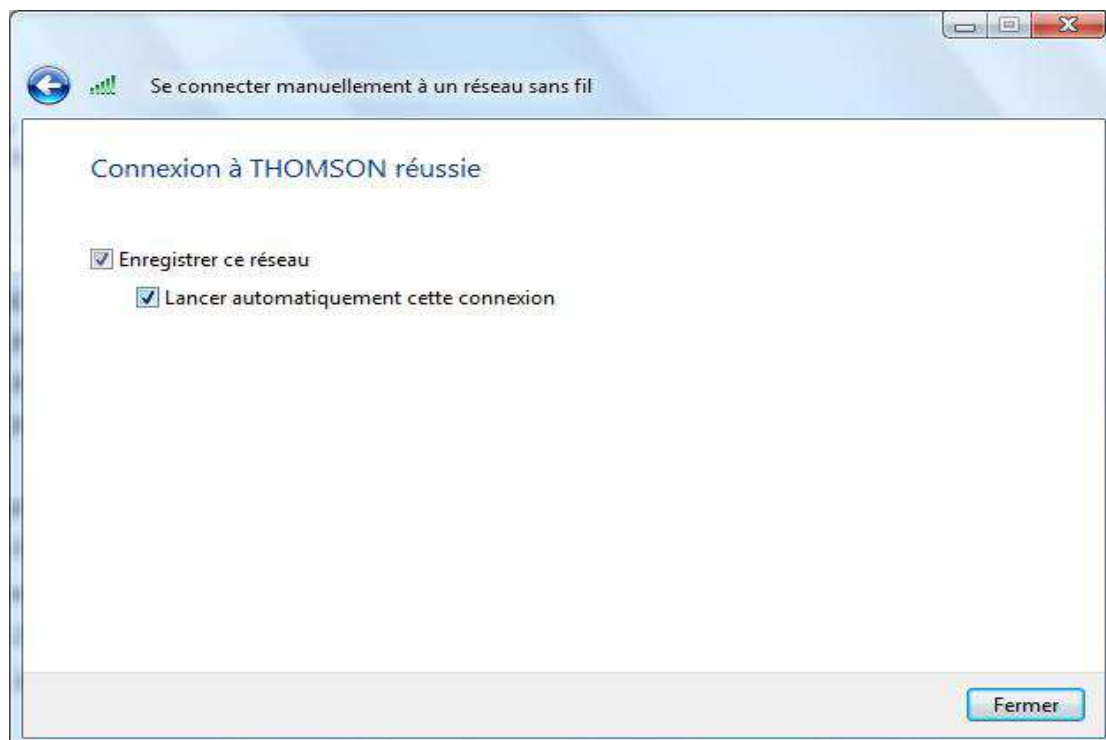 Se connecter manuellement à un réseau sans fil
Connexion à THOMSON réussie
Enregistrer ce réseau
Lancer automatiquement cette connexion
Fermer